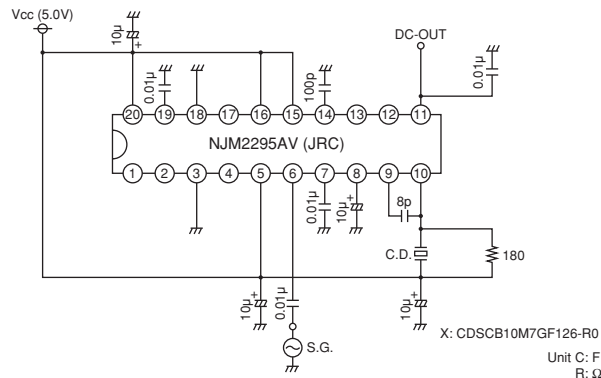 Vcc (5.0V)
10μ
+
DC-OUT
0.01μ
0.01μ
100p
20 19 18 17 16 15 14 13 12 11
NJM2295AV (JRC)
1 2 3 4 5 6 7 8 9 10
0.01μ
10μ
+
8p
C.D.
180
10μ
+
0.01μ
10μ
+
S.G.
X: CDSCB10M7GF126-R0
Unit C: F
R: Ω